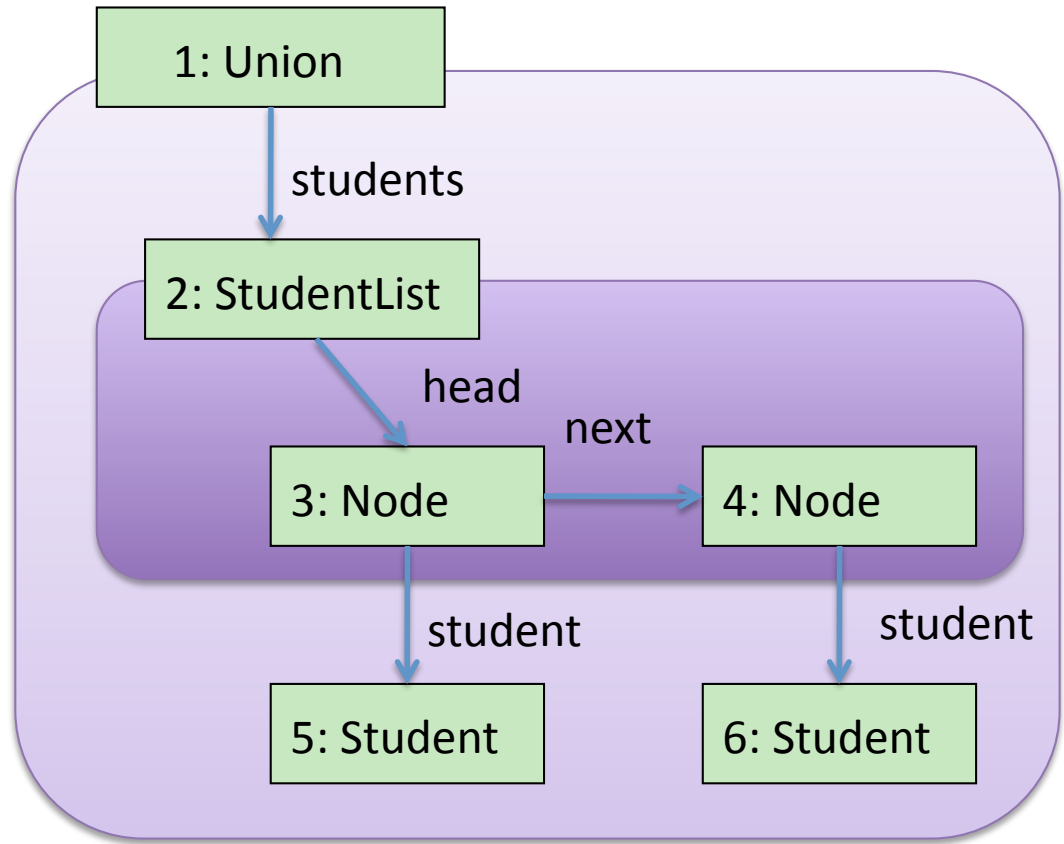 1: Union
students
2: StudentList
head
next
3: Node
4: Node
student
student
5: Student
6: Student